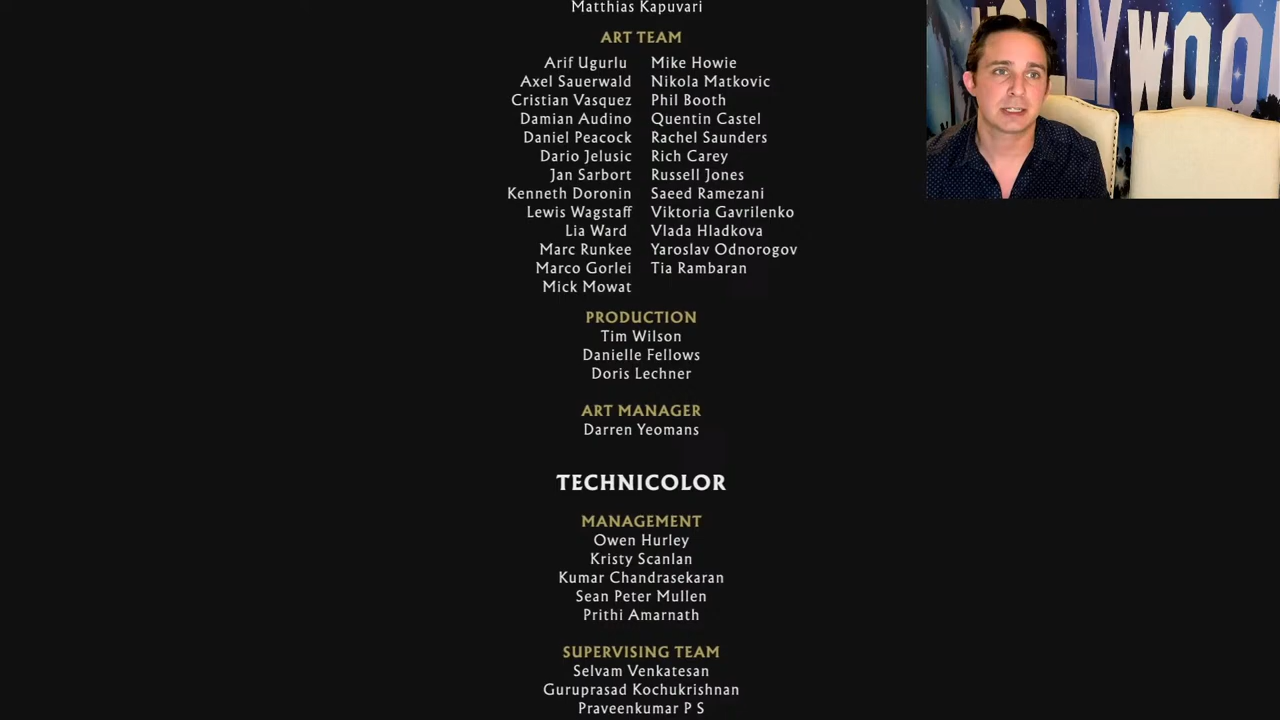 Matthias Kapuvari
ART TEAM
Arif Ugurlu Mike Howie
Axel Sauerwald Nikola Matkovic
Cristian Vasquez Phil Booth
Damian Audino Quentin Castel
Daniel Peacock Rachel Saunders
Dario Jelusic Rich Carey
Jan Sarbort Russell Jones
Kenneth Doronin Saeed Ramezani
Lewis Wagstaff Viktoria Gavrilenko
Lia Ward Vlada Hladkova
Marc Runkee Yaroslav Odnorogov
Marco Gorlei Tia Rambaran
Mick Mowat
PRODUCTION
Tim Wilson
Danielle Fellows
Doris Lechner
ART MANAGER
Darren Yeomans
TECHNICOLOR
MANAGEMENT
Owen Hurley
Kristy Scanlan
Kumar Chandrasekaran
Sean Peter Mullen
Prithi Amarnath
SUPERVISING TEAM
Selvam Venkatesan
Guruprasad Kochukrishnan
Praveenkumar P S
HOLLYWOOD